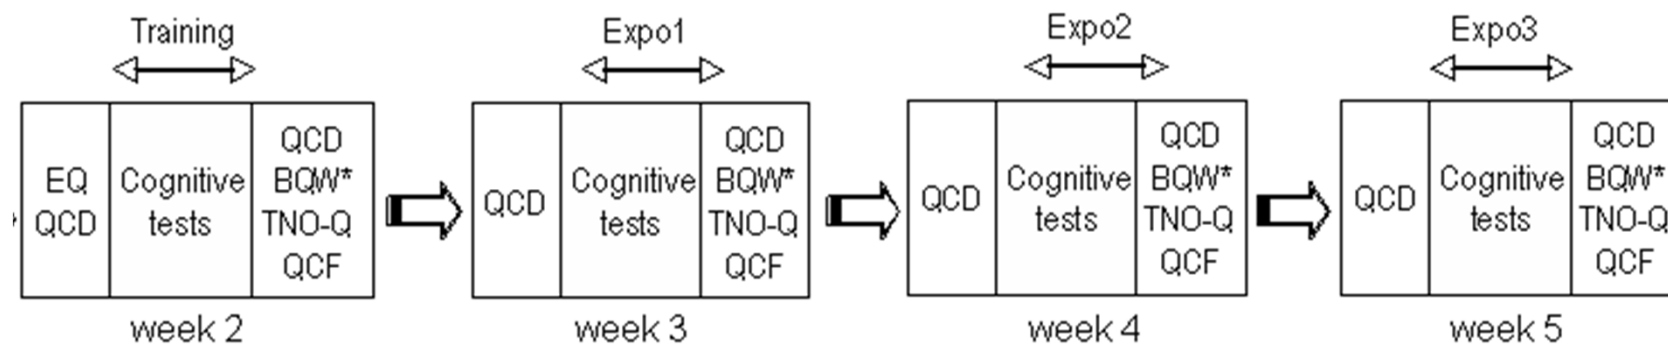 Training
EQ
QCD
Cognitive
tests
QCD
BQW*
TNO-Q
QCF
week 2
Expo1
QCD
Cognitive
tests
QCD
BQW*
TNO-Q
QCF
week 3
Expo2
QCD
Cognitive
tests
QCD
BQW*
TNO-Q
QCF
week 4
Expo3
QCD
Cognitive
tests
QCD
BQW*
TNO-Q
QCF
week 5